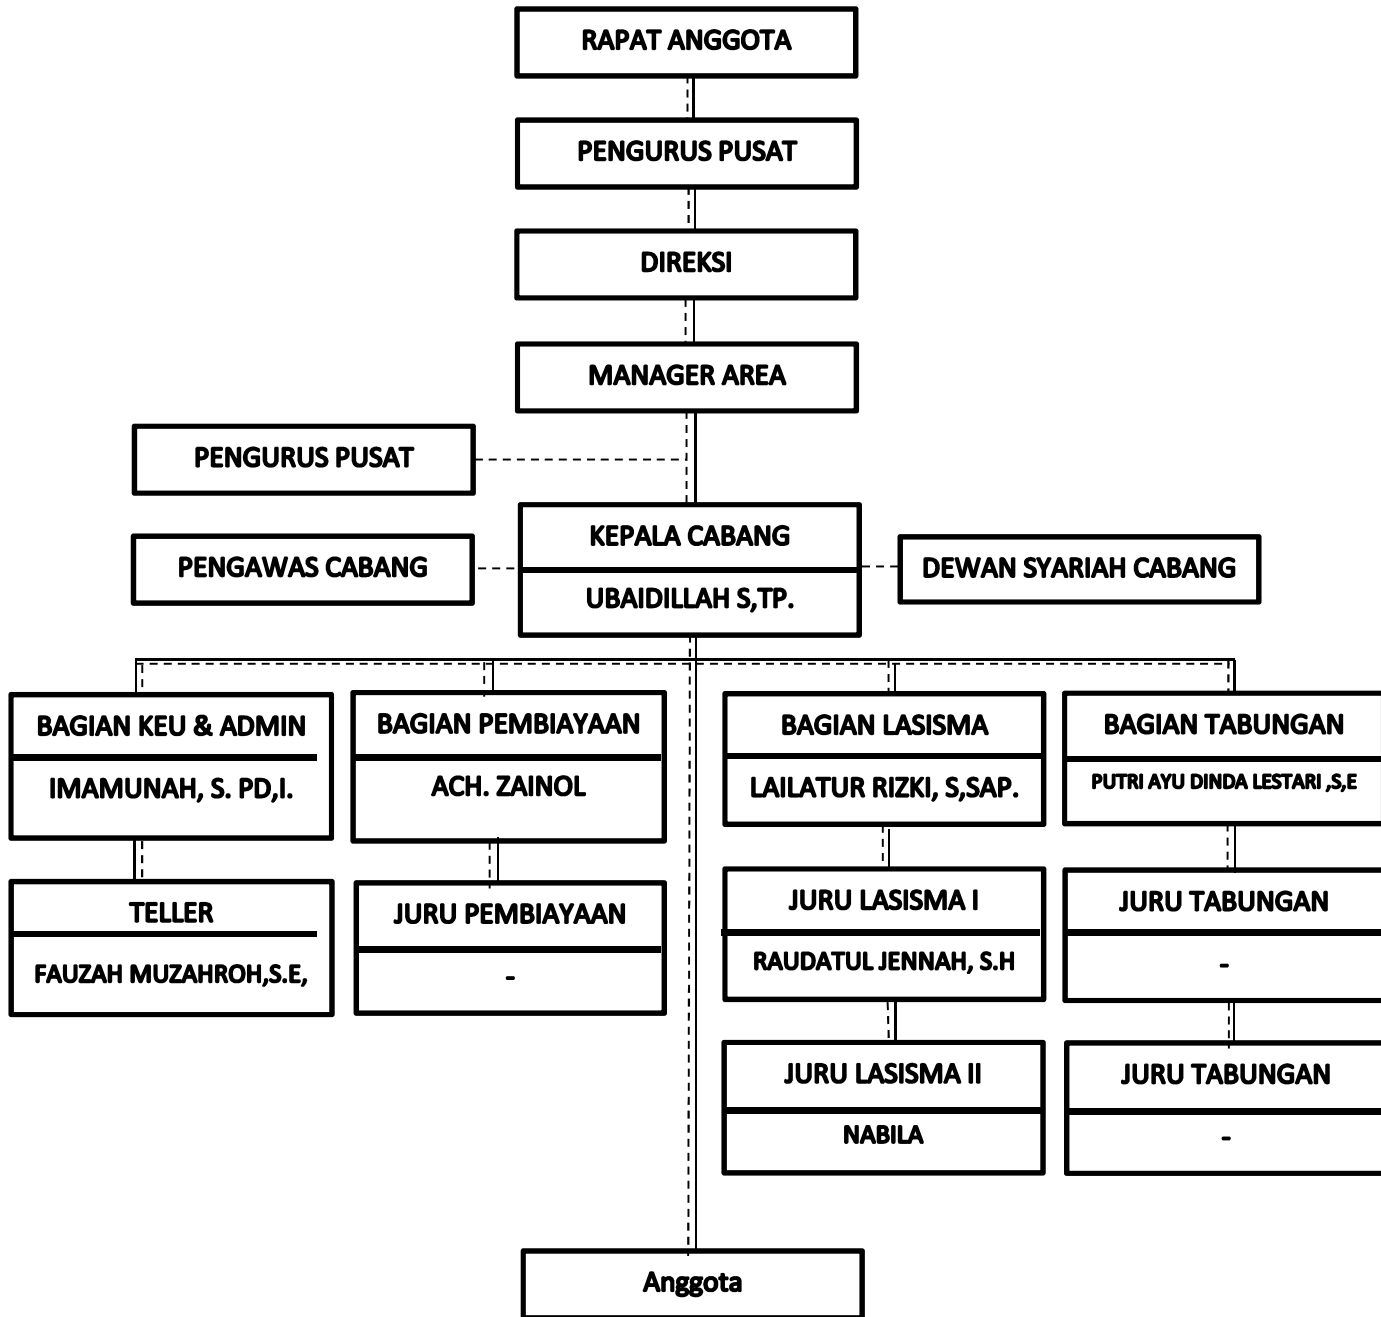 RAPAT ANGGOTA
PENGURUS PUSAT
DIREKSI
MANAGER AREA
PENGURUS PUSAT
KEPALA CABANG
UBAIDILLAH S,TP.
PENGAWAS CABANG
DEWAN SYARIAH CABANG
BAGIAN KEU & ADMIN
IMAMUNAH, S. PD,I.
BAGIAN PEMBIAYAAN
ACH. ZAINOL
BAGIAN LASISMA
LAILATUR RIZKI, S,SAP.
BAGIAN TABUNGAN
PUTRI AYU DINDA LESTARI ,S,E
TELLER
FAUZAH MUZAHROH,S.E,
JURU PEMBIAYAAN
-
JURU LASISMA I
RAUDATUL JENNAH, S.H
JURU TABUNGAN
-
JURU LASISMA II
NABILA
JURU TABUNGAN
-
Anggota